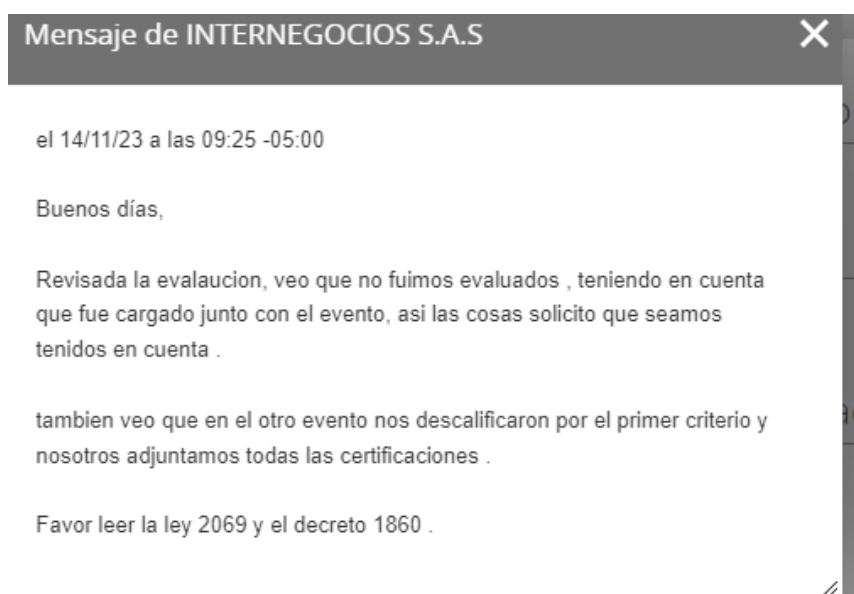 Mensaje de INTERNEGOCIOS S.A.S
el 14/11/23 a las 09:25 -05:00
Buenos días,
Revisada la evalaucion, veo que no fuimos evaluados , teniendo en cuenta
que fue cargado junto con el evento, asi las cosas solicito que seamos
tenidos en cuenta .
tambien veo que en el otro evento nos descalificaron por el primer criterio y
nosotros adjuntamos todas las certificaciones .
Favor leer la ley 2069 y el decreto 1860 .